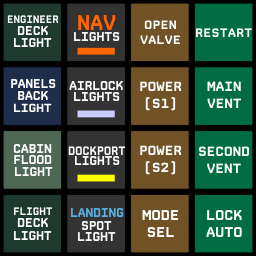 ENGINEER
DECK
LIGHT
NAV
LIGHTS
OPEN
VALVE
RESTART
PANELS
BACK
LIGHT
AIRLOCK
LIGHTS
POWER
[S1]
MAIN
VENT
CABIN
FLOOD
LIGHT
DOCKPORT
LIGHTS
POWER
[S2]
SECOND
VENT
FLIGHT
DECK
LIGHT
LANDING
SPOT
LIGHT
MODE
SEL
LOCK
AUTO